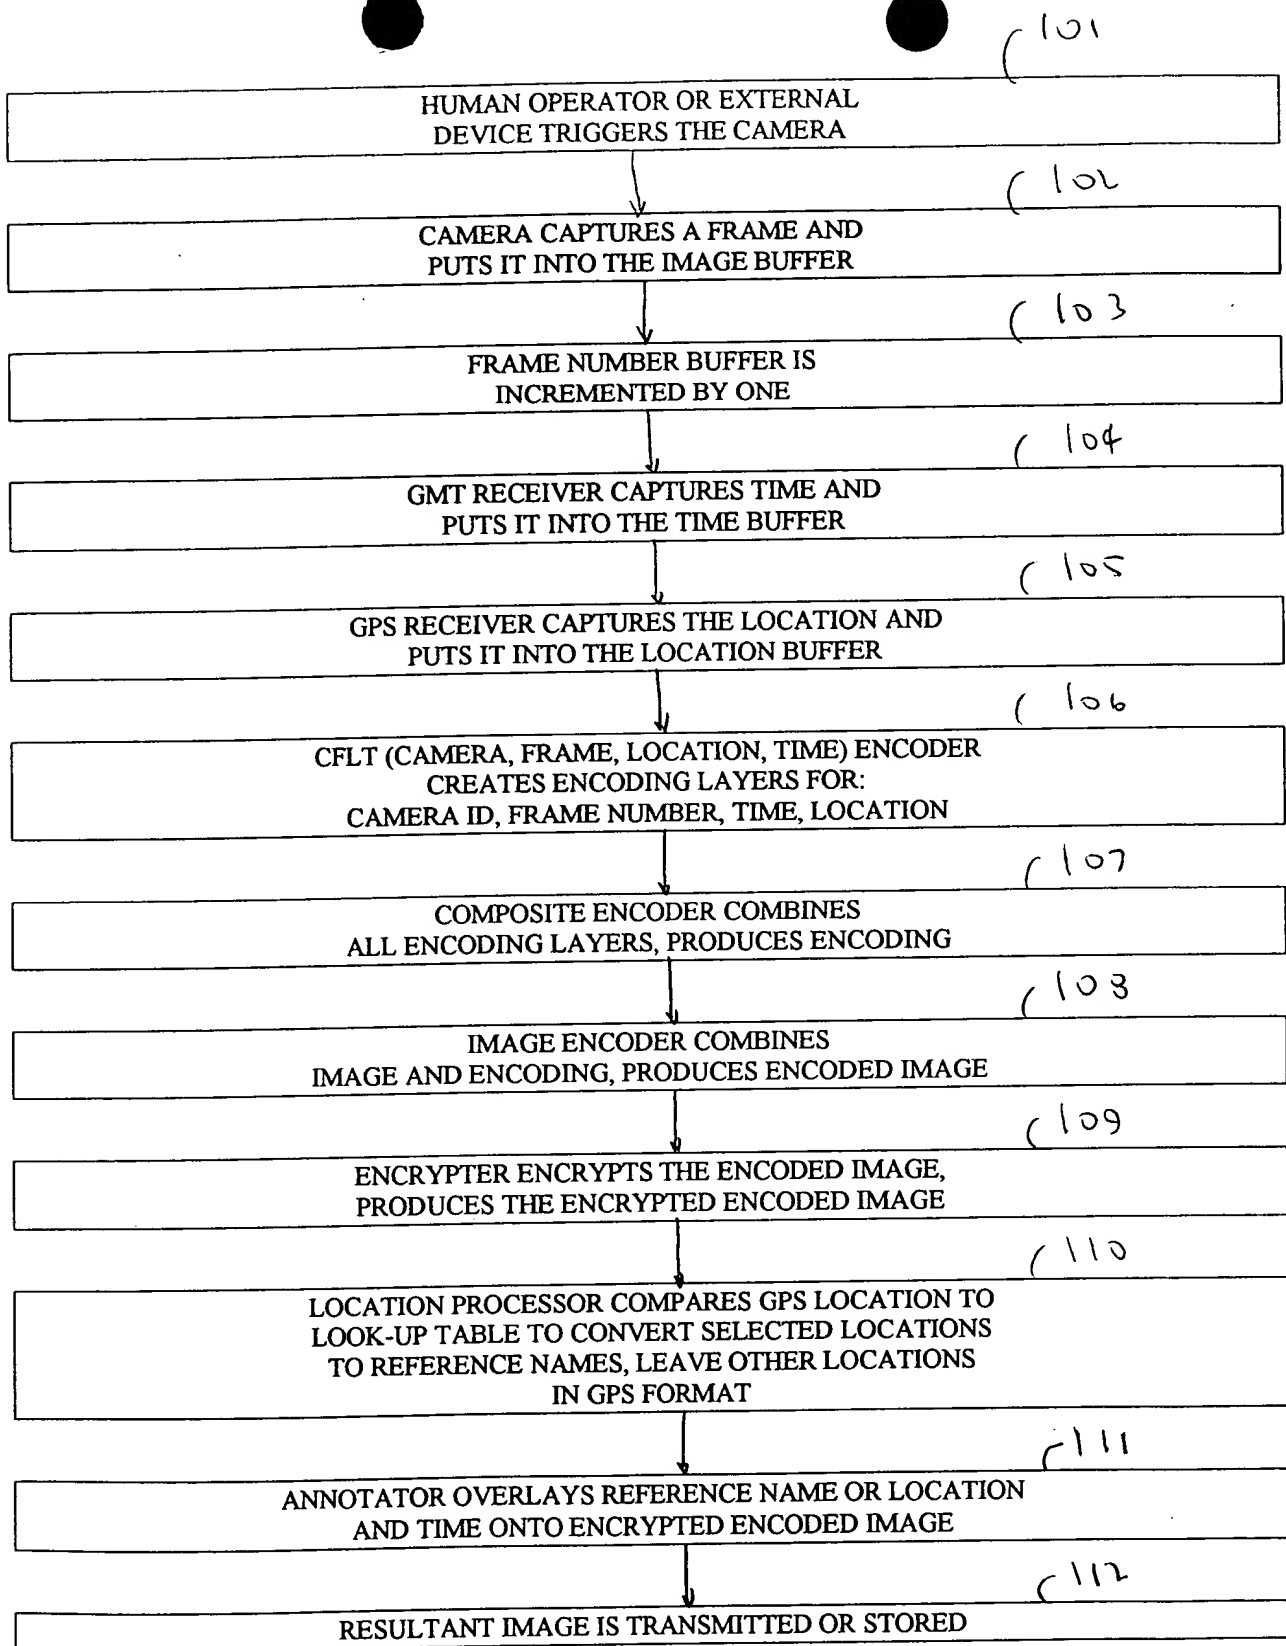 101
HUMAN OPERATOR OR EXTERNAL
DEVICE TRIGGERS THE CAMERA
102
CAMERA CAPTURES A FRAME AND
PUTS IT INTO THE IMAGE BUFFER
103
FRAME NUMBER BUFFER IS
INCREMENTED BY ONE
104
GMT RECEIVER CAPTURES TIME AND
PUTS IT INTO THE TIME BUFFER
105
GPS RECEIVER CAPTURES THE LOCATION AND
PUTS IT INTO THE LOCATION BUFFER
106
CFLT (CAMERA, FRAME, LOCATION, TIME) ENCODER
CREATES ENCODING LAYERS FOR:
CAMERA ID, FRAME NUMBER, TIME, LOCATION
107
COMPOSITE ENCODER COMBINES
ALL ENCODING LAYERS, PRODUCES ENCODING
108
IMAGE ENCODER COMBINES
IMAGE AND ENCODING, PRODUCES ENCODED IMAGE
109
ENCRYPTER ENCRYPTS THE ENCODED IMAGE,
PRODUCES THE ENCRYPTED ENCODED IMAGE
110
LOCATION PROCESSOR COMPARES GPS LOCATION TO
LOOK-UP TABLE TO CONVERT SELECTED LOCATIONS
TO REFERENCE NAMES, LEAVE OTHER LOCATIONS
IN GPS FORMAT
111
ANNOTATOR OVERLAYS REFERENCE NAME OR LOCATION
AND TIME ONTO ENCRYPTED ENCODED IMAGE
112
RESULTANT IMAGE IS TRANSMITTED OR STORED